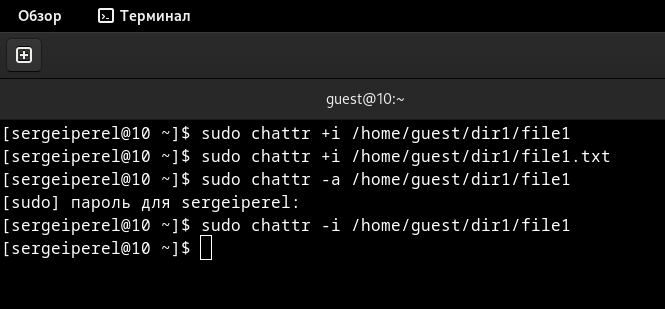 Обзор
Терминал
guest@10:~
[sergeiperel@10 ~]$ sudo chattr +i /home/guest/dir1/file1
[sergeiperel@10 ~]$ sudo chattr +i /home/guest/dir1/file1.txt
[sergeiperel@10 ~]$ sudo chattr -a /home/guest/dir1/file1
[sudo] пароль для sergeiperel:
[sergeiperel@10 ~]$ sudo chattr -i /home/guest/dir1/file1
[sergeiperel@10 ~]$